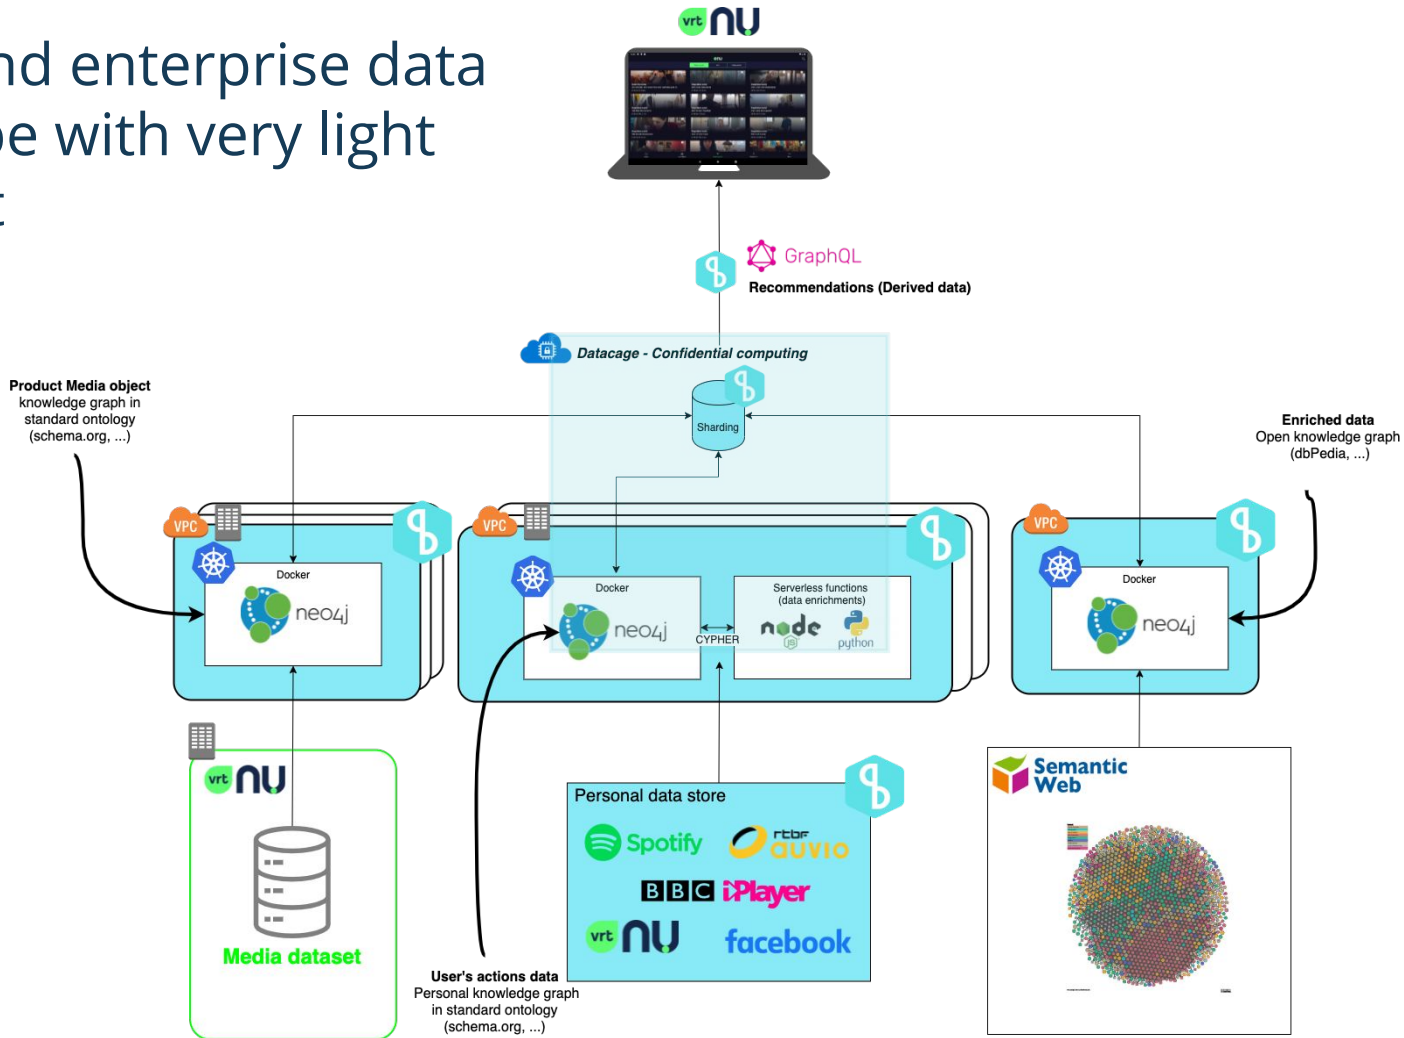 vrt nu
nd enterprise data
be with very light
GraphQL
Recommendations (Derived data)
Datacage - Confidential computing
Product Media object
knowledge graph in
standard ontology
(schema.org, ...)
Sharding
Enriched data
Open knowledge graph
(dbPedia, ...)
VPC
VPC
VPC
Docker
neo4j
Docker
neo4j
CYPHER
Serverless functions
(data enrichments)
node
JS
python
Docker
neo4j
vrt nu
Media dataset
Personal data store
Spotify
rtbf
auvio
BBC iPlayer
vrt nu
facebook
Semantic
Web
User's actions data
Personal knowledge graph
in standard ontology
(schema.org, ...)